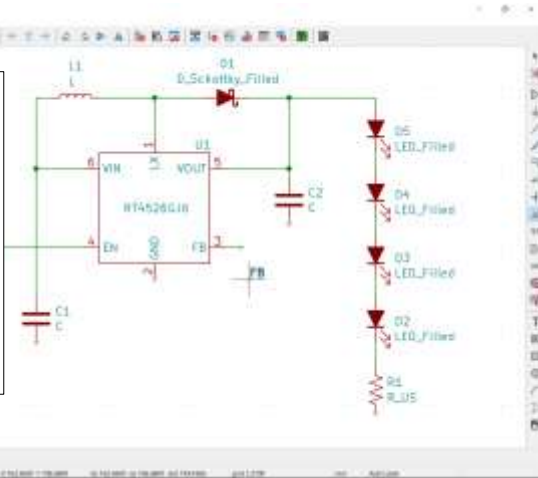 L1
L
D1
D_Schottky_Filled
1
LX
U1
6
VIN
VOUT
5
RT4526GJ6
C2
C
4
EN
GND
FB
3
2
FB
C1
C
D5
LED_Filled
D4
LED_Filled
D3
LED_Filled
D2
LED_Filled
R1
R_US